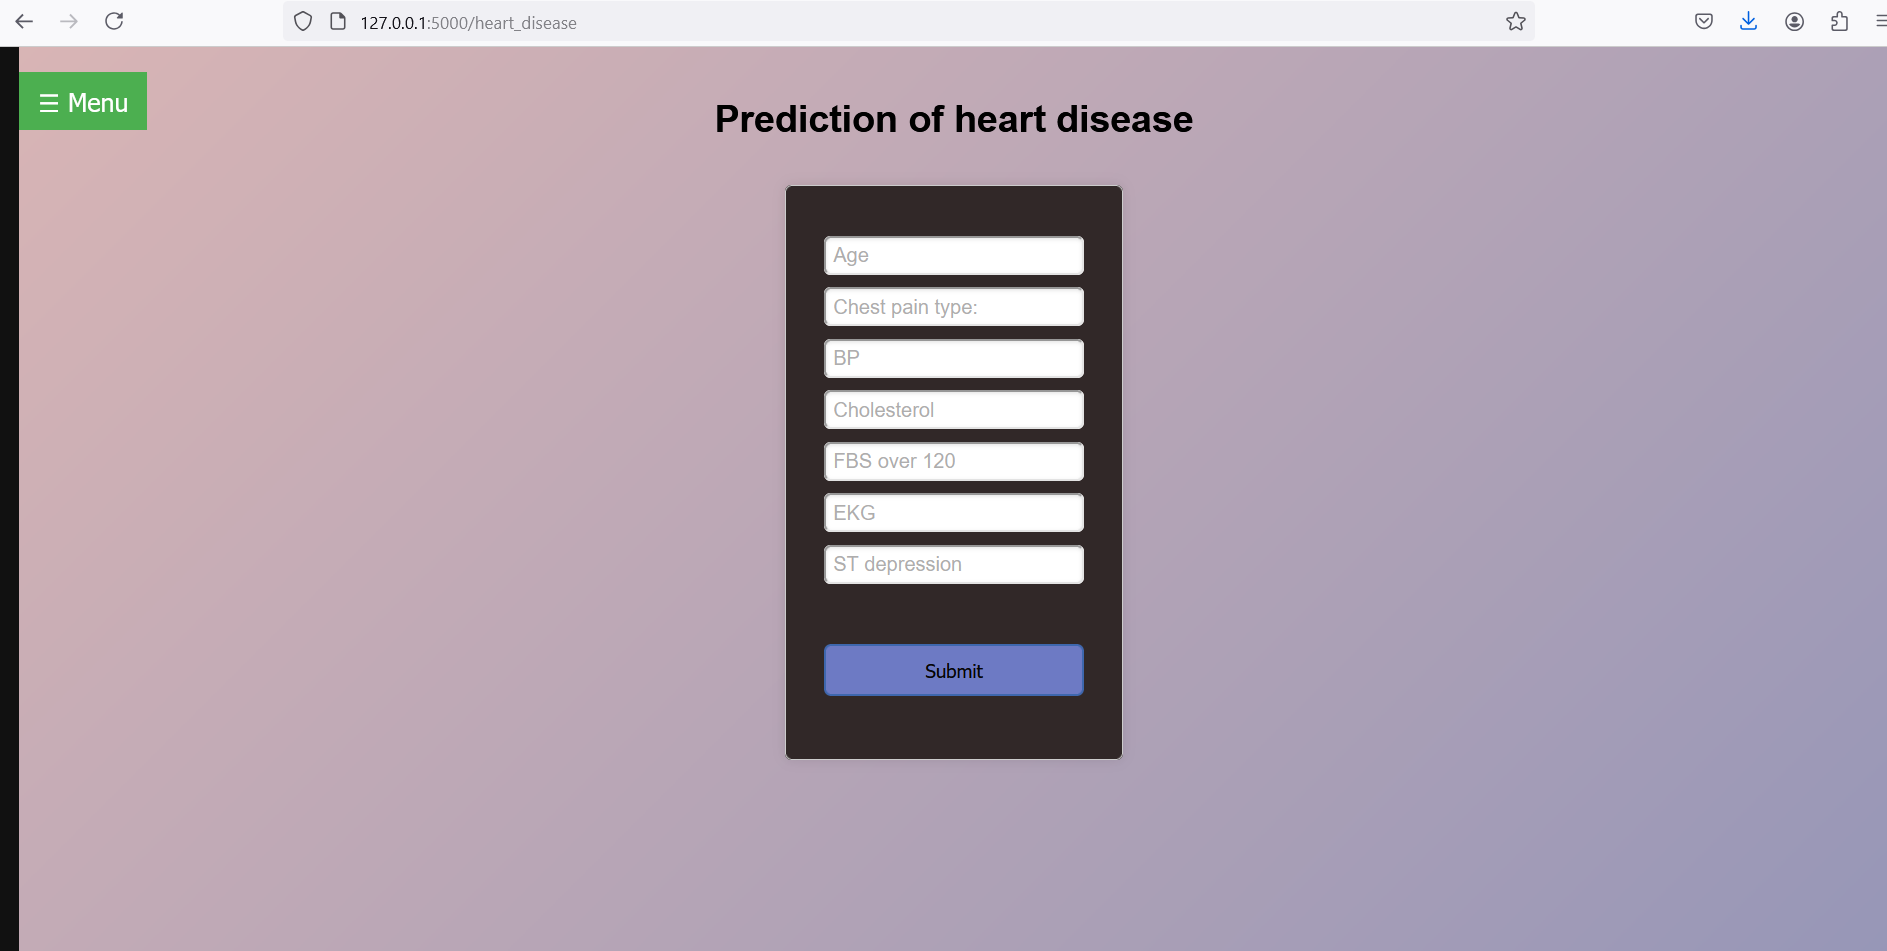 127.0.0.1:5000/heart_disease
☰ Menu
Prediction of heart disease
Age
Chest pain type:
BP
Cholesterol
FBS over 120
EKG
ST depression
Submit